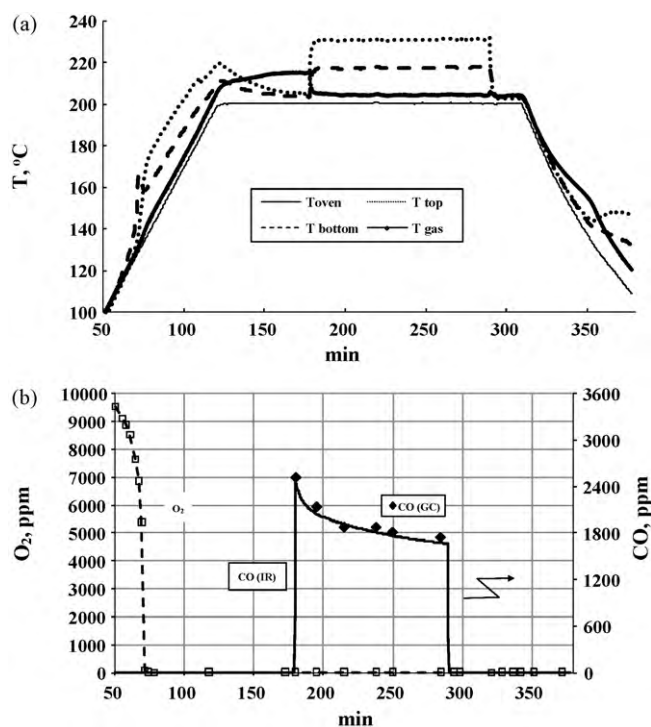 (a)
240
220
200
180
160
140
120
100
T, °C
Toven
T top
T bottom
T gas
50 100 150 200 250 300 350
min
(b)
10000
9000
8000
7000
6000
5000
4000
3000
2000
1000
0
O2, ppm
3600
3000
2400
1800
1200
600
0
CO, ppm
O2
CO (GC)
CO (IR)
50 100 150 200 250 300 350
min